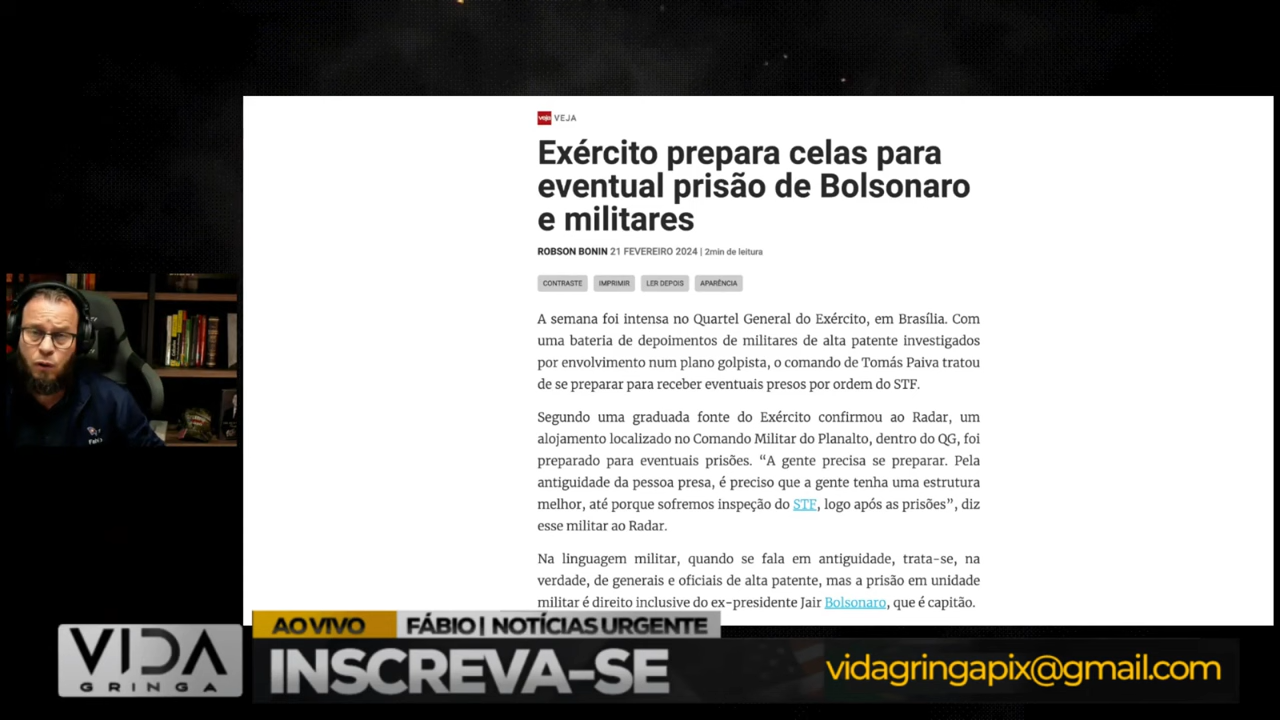 veja VEJA
Exército prepara celas para
eventual prisão de Bolsonaro
e militares
ROBSON BONIN 21 FEVEREIRO 2024 | 2min de leitura
CONTRASTE IMPRIMIR LER DEPOIS APARÊNCIA
A semana foi intensa no Quartel General do Exército, em Brasília. Com
uma bateria de depoimentos de militares de alta patente investigados
por envolvimento num plano golpista, o comando de Tomás Paiva tratou
de se preparar para receber eventuais presos por ordem do STF.
Segundo uma graduada fonte do Exército confirmou ao Radar, um
alojamento localizado no Comando Militar do Planalto, dentro do QG, foi
preparado para eventuais prisões. “A gente precisa se preparar. Pela
antiguidade da pessoa presa, é preciso que a gente tenha uma estrutura
melhor, até porque sofremos inspeção do STF, logo após as prisões”, diz
esse militar ao Radar.
Na linguagem militar, quando se fala em antiguidade, trata-se, na
verdade, de generais e oficiais de alta patente, mas a prisão em unidade
militar é direito inclusive do ex-presidente Jair Bolsonaro, que é capitão.
AO VIVO FÁBIO | NOTÍCIAS URGENTE
VIDA
GRINGA
INSCREVA-SE
vidagringapix@gmail.com